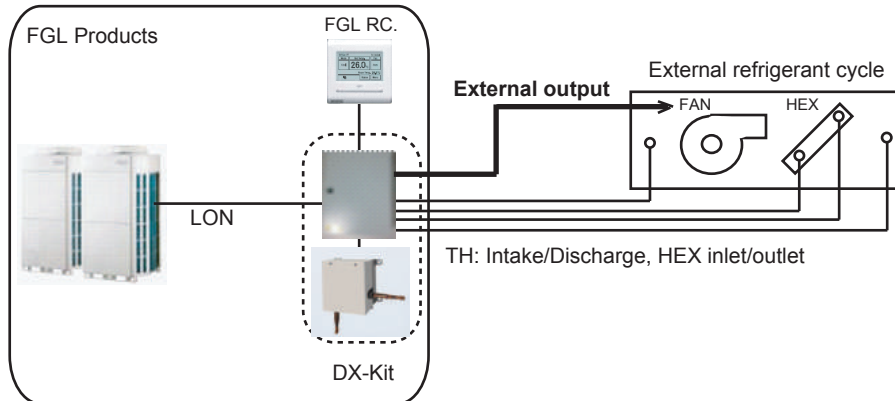 FGL Products
FGL RC.
26.0
External refrigerant cycle
External output
FAN
HEX
LON
TH: Intake/Discharge, HEX inlet/outlet
DX-Kit